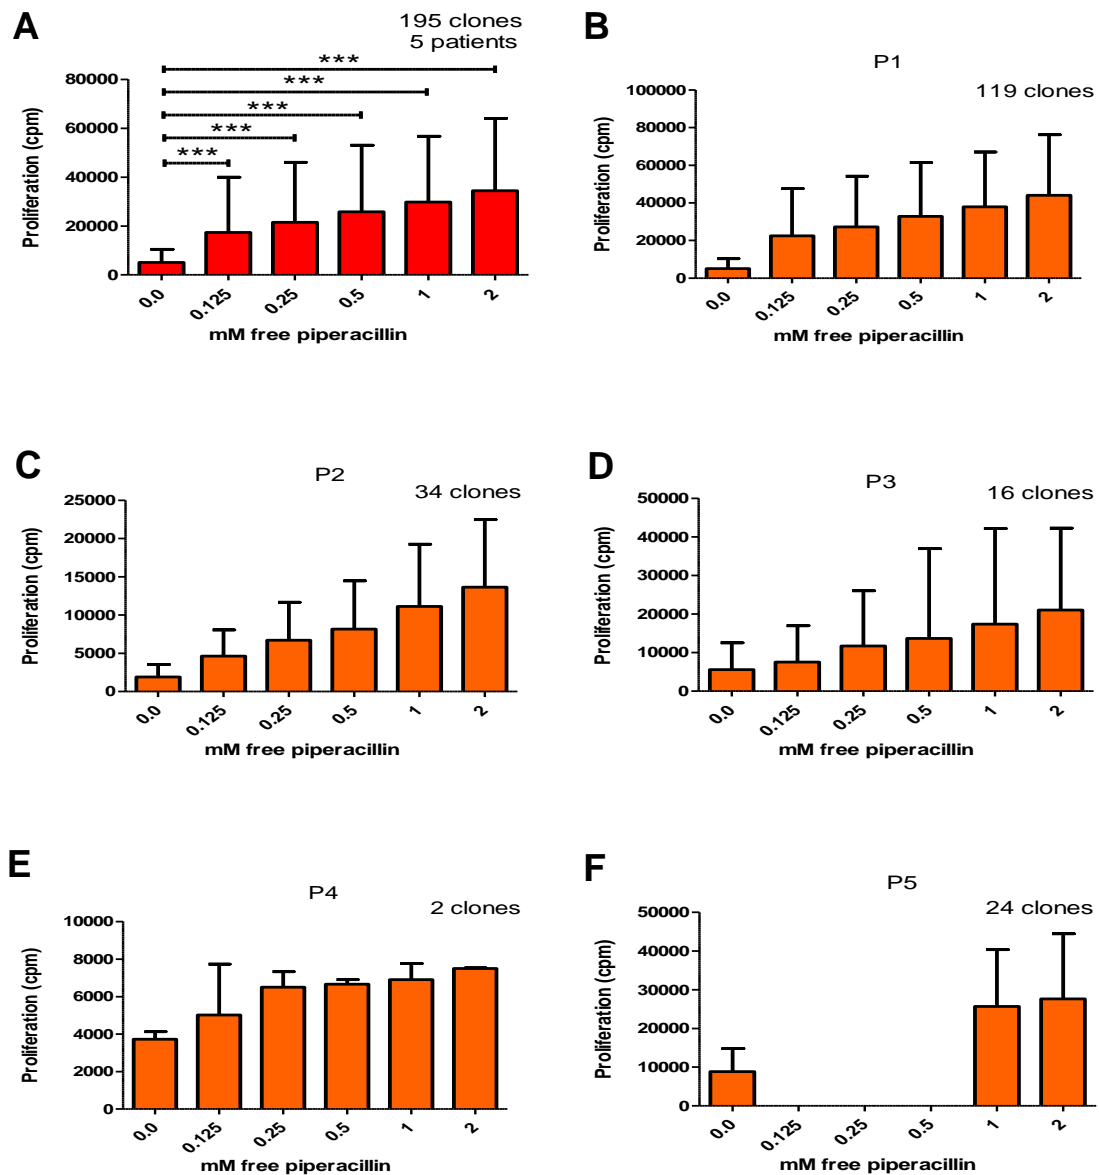 A
195 clones
5 patients
***
***
***
***
***
80000
60000
40000
20000
0
Proliferation (cpm)
0.0
0.125
0.25
0.5
1
2
mM free piperacillin
B
P1
119 clones
100000
80000
60000
40000
20000
0
Proliferation (cpm)
0.0
0.125
0.25
0.5
1
2
mM free piperacillin
C
P2
34 clones
25000
20000
15000
10000
5000
0
Proliferation (cpm)
0.0
0.125
0.25
0.5
1
2
mM free piperacillin
D
P3
16 clones
50000
40000
30000
20000
10000
0
Proliferation (cpm)
0.0
0.125
0.25
0.5
1
2
mM free piperacillin
E
P4
2 clones
10000
8000
6000
4000
2000
0
Proliferation (cpm)
0.0
0.125
0.25
0.5
1
2
mM free piperacillin
F
P5
24 clones
50000
40000
30000
20000
10000
0
Proliferation (cpm)
0.0
0.125
0.25
0.5
1
2
mM free piperacillin